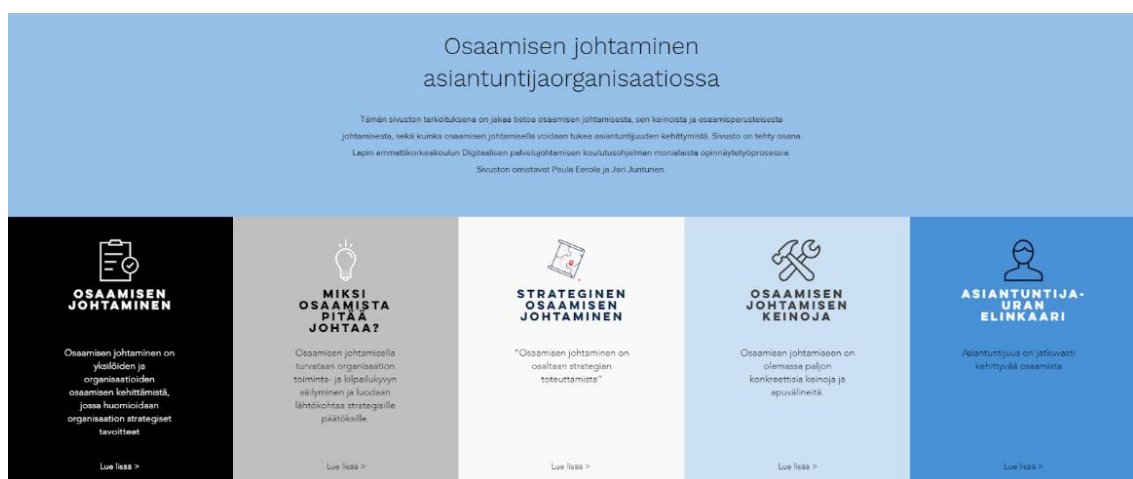 Osaamisen johtaminen
asiantuntijaorganisaatiossa
Tämän sivuston tarkoituksena on jakaa tietoa osaamisen johtamisesta, sen keinoista ja osaamisperusteisesta
johtamisesta, sekä kuinka osaamisen johtamisella voidaan tukea asiantuntijuuden kehittymistä. Sivusto on tehty osana
Lapin ammattikorkeakoulun Digitaalisen palvelujohtamisen koulutusohjelman monialaista opinnäytetyöprosessia.
Sivuston omistavat Paula Eerola ja Jari Juntunen.
OSAAMISEN
JOHTAMINEN
Osaamisen johtaminen on
yksilöiden ja
organisaatioiden
osaamisen kehittämistä,
jossa huomioidaan
organisaation strategiset
tavoitteet
Lue lisää >
MIKSI
OSAAMISTA
PITÄÄ
JOHTAA?
Osaamisen johtamisella
turvataan organisaation
toiminta- ja kilpailukyvyn
säilyminen ja luodaan
lähtökohtaa strategisille
päätöksille.
Lue lisää >
STRATEGINEN
OSAAMISEN
JOHTAMINEN
"Osaamisen johtaminen on
osaltaan strategian
toteuttamista"
Lue lisää >
OSAAMISEN
JOHTAMISEN
KEINOJA
Osaamisen johtamiseen on
olemassa paljon
konkreettisia keinoja ja
apuvälineitä.
Lue lisää >
ASIANTUNTIJA-
URAN
ELINKAARI
Asiantuntijuus on jatkuvasti
kehittyvää osaamista
Lue lisää >